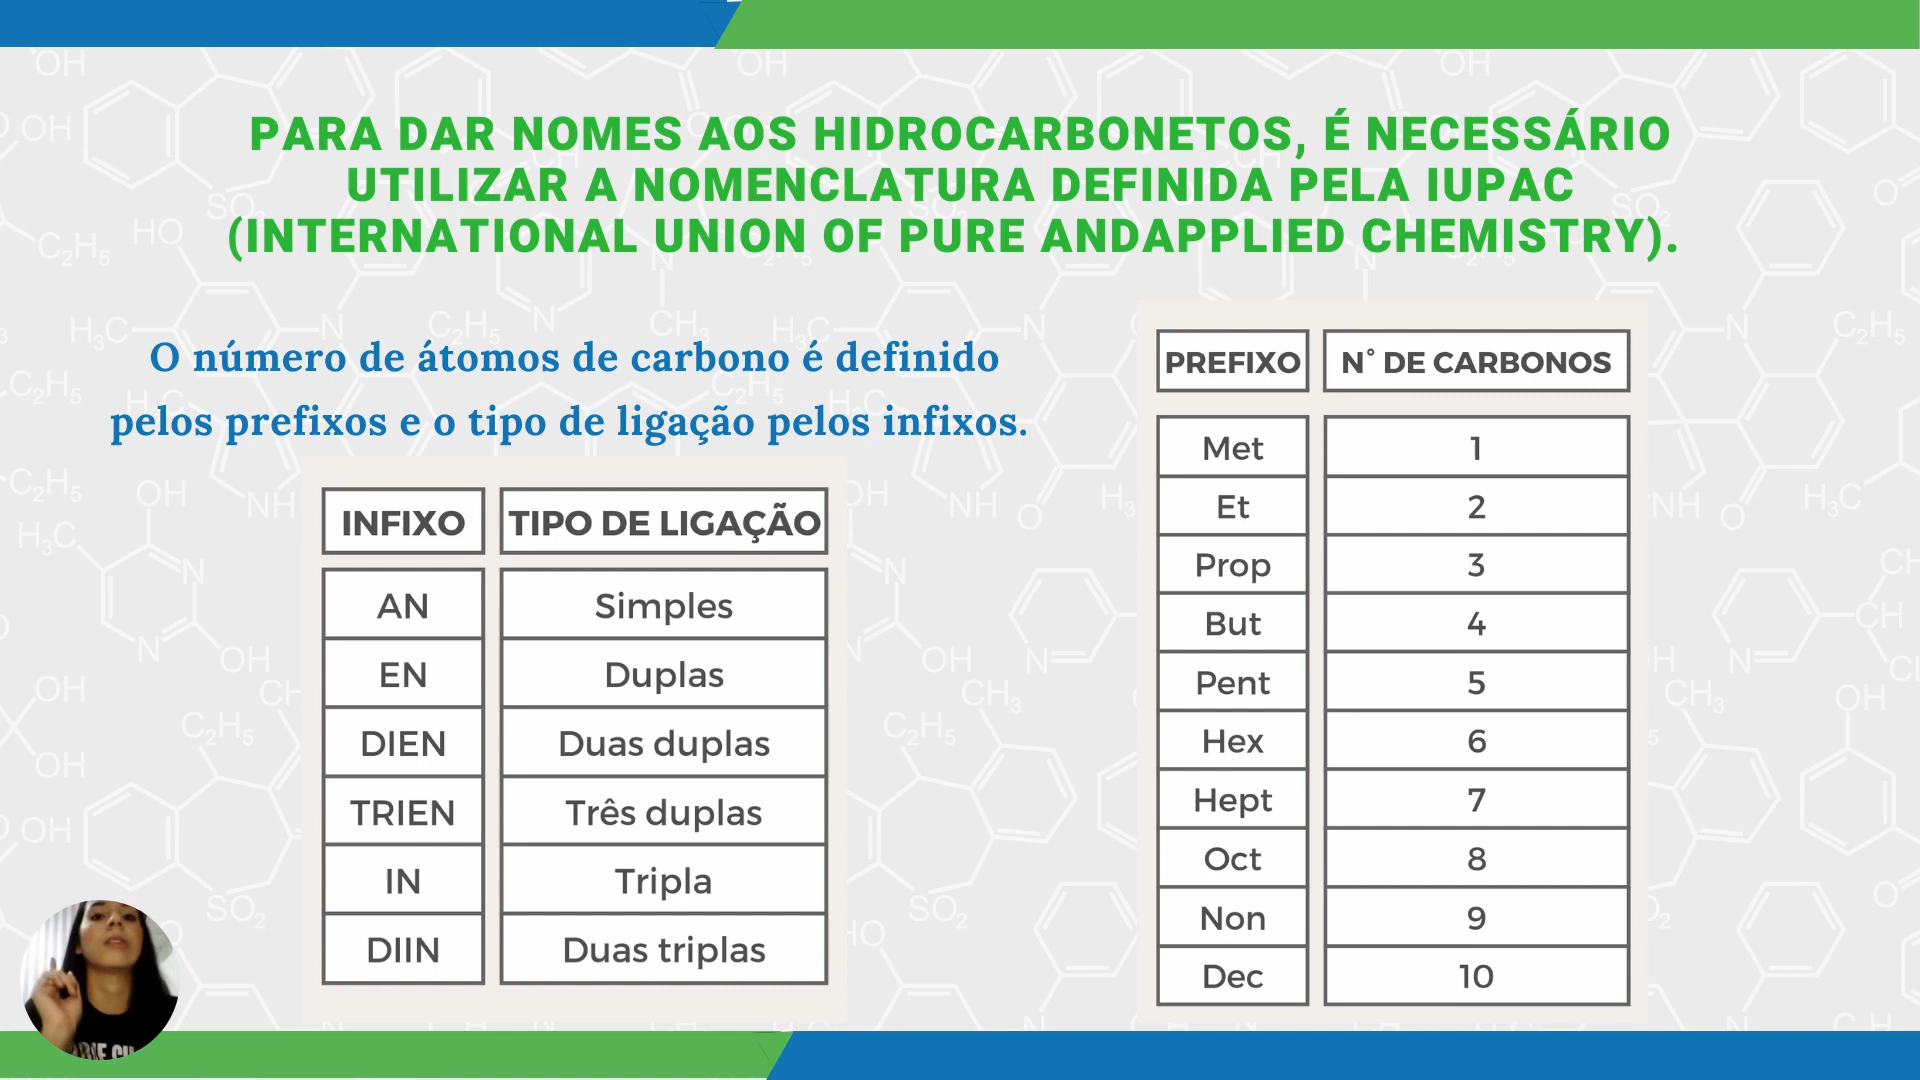 PARA DAR NOMES AOS HIDROCARBONETOS, É NECESSÁRIO
UTILIZAR A NOMENCLATURA DEFINIDA PELA IUPAC
(INTERNATIONAL UNION OF PURE ANDAPPLIED CHEMISTRY).
O número de átomos de carbono é definido
pelos prefixos e o tipo de ligação pelos infixos.
INFIXO TIPO DE LIGAÇÃO
AN Simples
EN Duplas
DIEN Duas duplas
TRIEN Três duplas
IN Tripla
DIIN Duas triplas
PREFIXO N° DE CARBONOS
Met 1
Et 2
Prop 3
But 4
Pent 5
Hex 6
Hept 7
Oct 8
Non 9
Dec 10